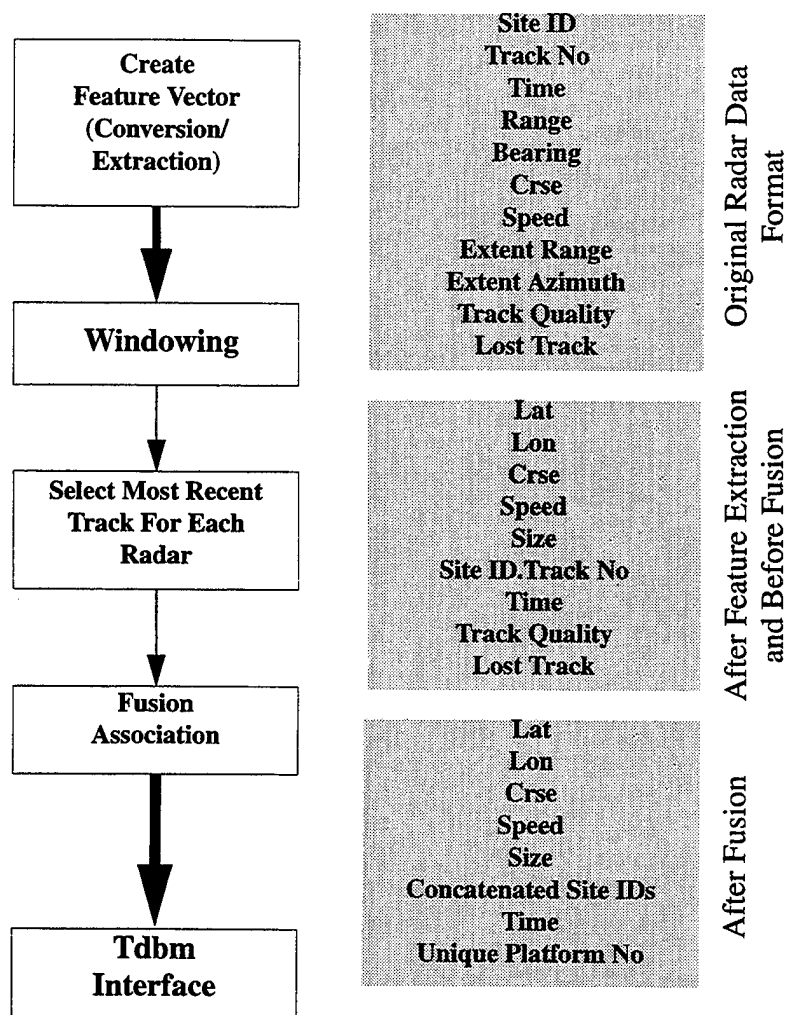 Create
Feature Vector
(Conversion/
Extraction)
Windowing
Select Most Recent
Track For Each
Radar
Fusion
Association
Tdbm
Interface
Site ID
Track No
Time
Range
Bearing
Crse
Speed
Extent Range
Extent Azimuth
Track Quality
Lost Track
Original Radar Data
Format
Lat
Lon
Crse
Speed
Size
Site ID.Track No
Time
Track Quality
Lost Track
After Feature Extraction
and Before Fusion
Lat
Lon
Crse
Speed
Size
Concatenated Site IDs
Time
Unique Platform No
After Fusion